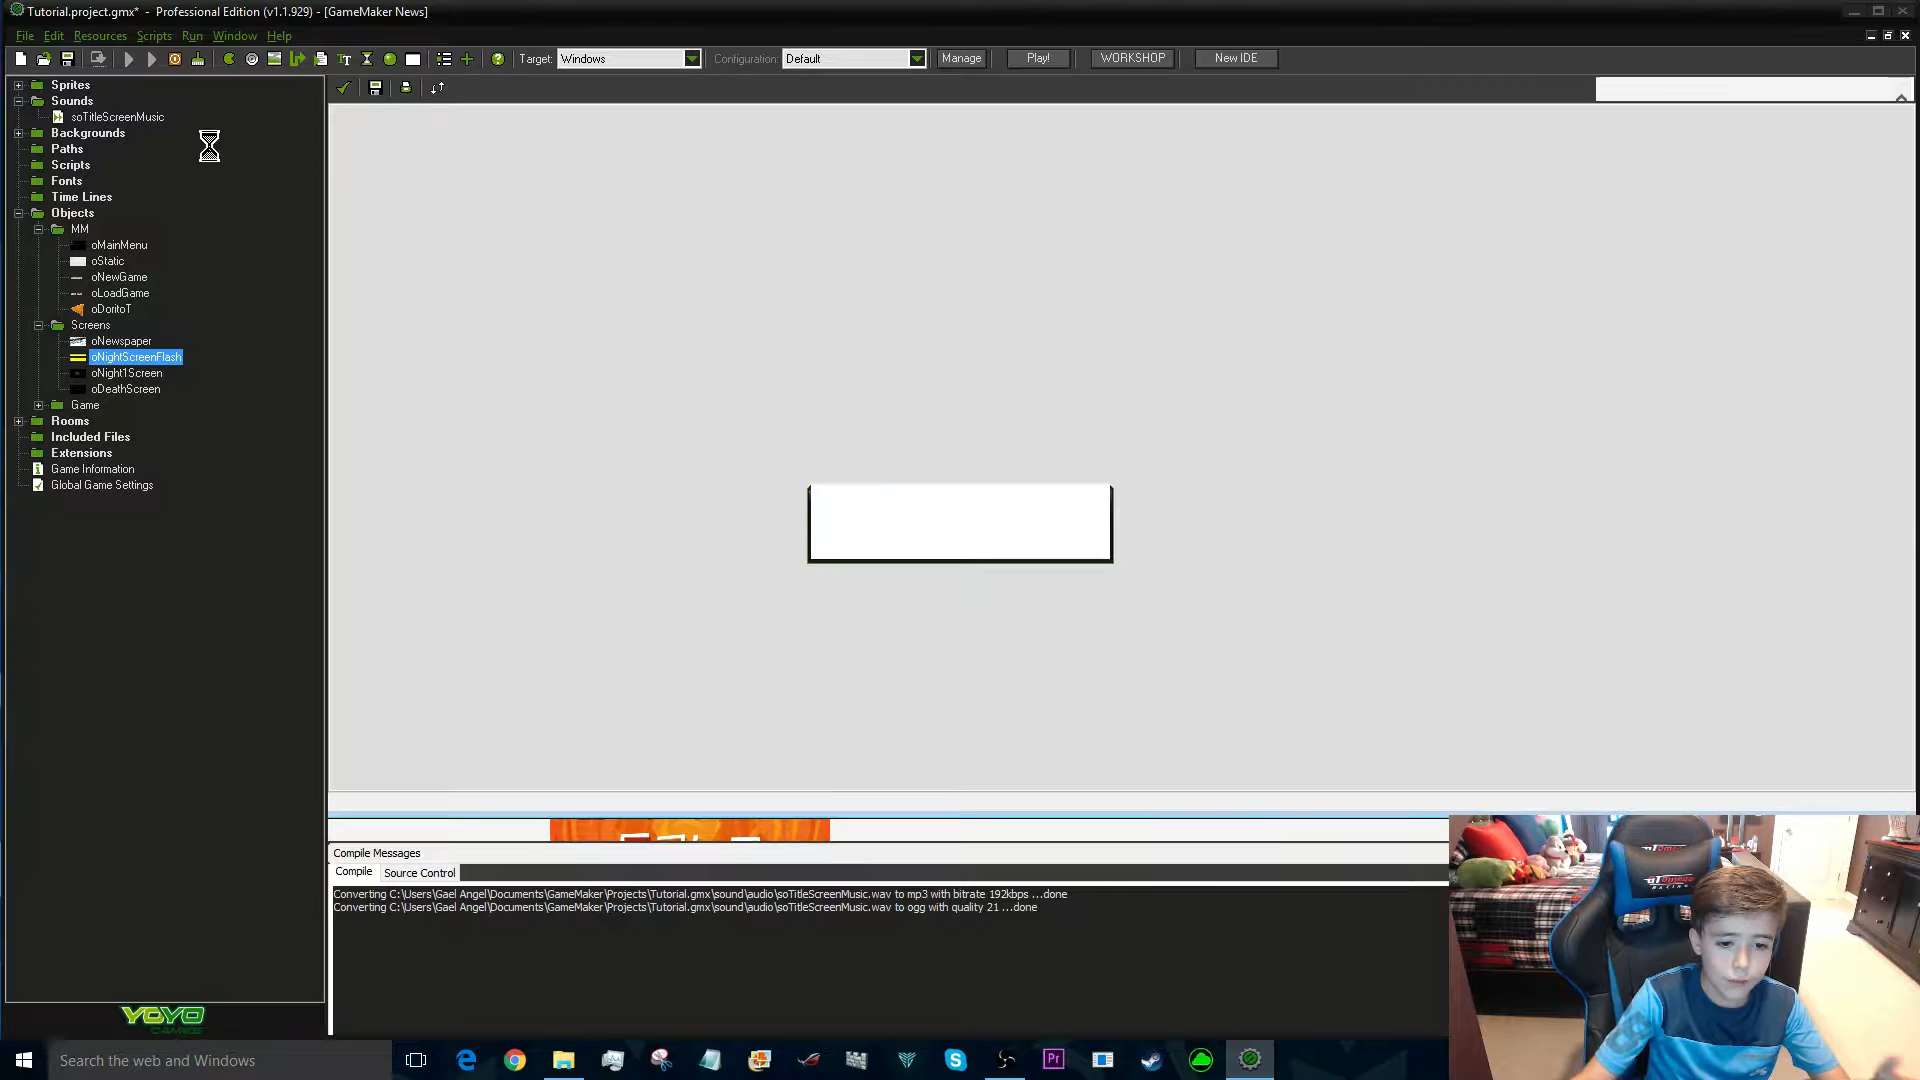 Tutorial.project.gmx* - Professional Edition (v1.1.929) - [GameMaker News]
File Edit Resources Scripts Run Window Help
Target: Windows Configuration: Default Manage Play! WORKSHOP New IDE
Sprites
Sounds
soTitleScreenMusic
Backgrounds
Paths
Scripts
Fonts
Time Lines
Objects
MM
oMainMenu
oStatic
oNewGame
oLoadGame
oDoritoT
Screens
oNewspaper
oNightScreenFlash
oNight1Screen
oDeathScreen
Game
Rooms
Included Files
Extensions
Game Information
Global Game Settings
Compile Messages
Compile Source Control
Converting C:\Users\Gael Angel\Documents\GameMaker\Projects\Tutorial.gmx\sound\audio\soTitleScreenMusic.wav to mp3 with bitrate 192kbps ...done
Converting C:\Users\Gael Angel\Documents\GameMaker\Projects\Tutorial.gmx\sound\audio\soTitleScreenMusic.wav to ogg with quality 21 ...done
YOYO
GAMES
Search the web and Windows
Pr